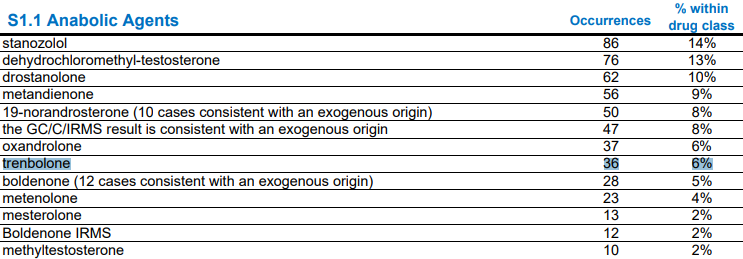 S1.1 Anabolic Agents Occurrences % within drug class
stanozolol 86 14%
dehydrochloromethyl-testosterone 76 13%
drostanolone 62 10%
metandienone 56 9%
19-norandrosterone (10 cases consistent with an exogenous origin) 50 8%
the GC/C/IRMS result is consistent with an exogenous origin 47 8%
oxandrolone 37 6%
trenbolone 36 6%
boldenone (12 cases consistent with an exogenous origin) 28 5%
metenolone 23 4%
mesterolone 13 2%
Boldenone IRMS 12 2%
methyltestosterone 10 2%